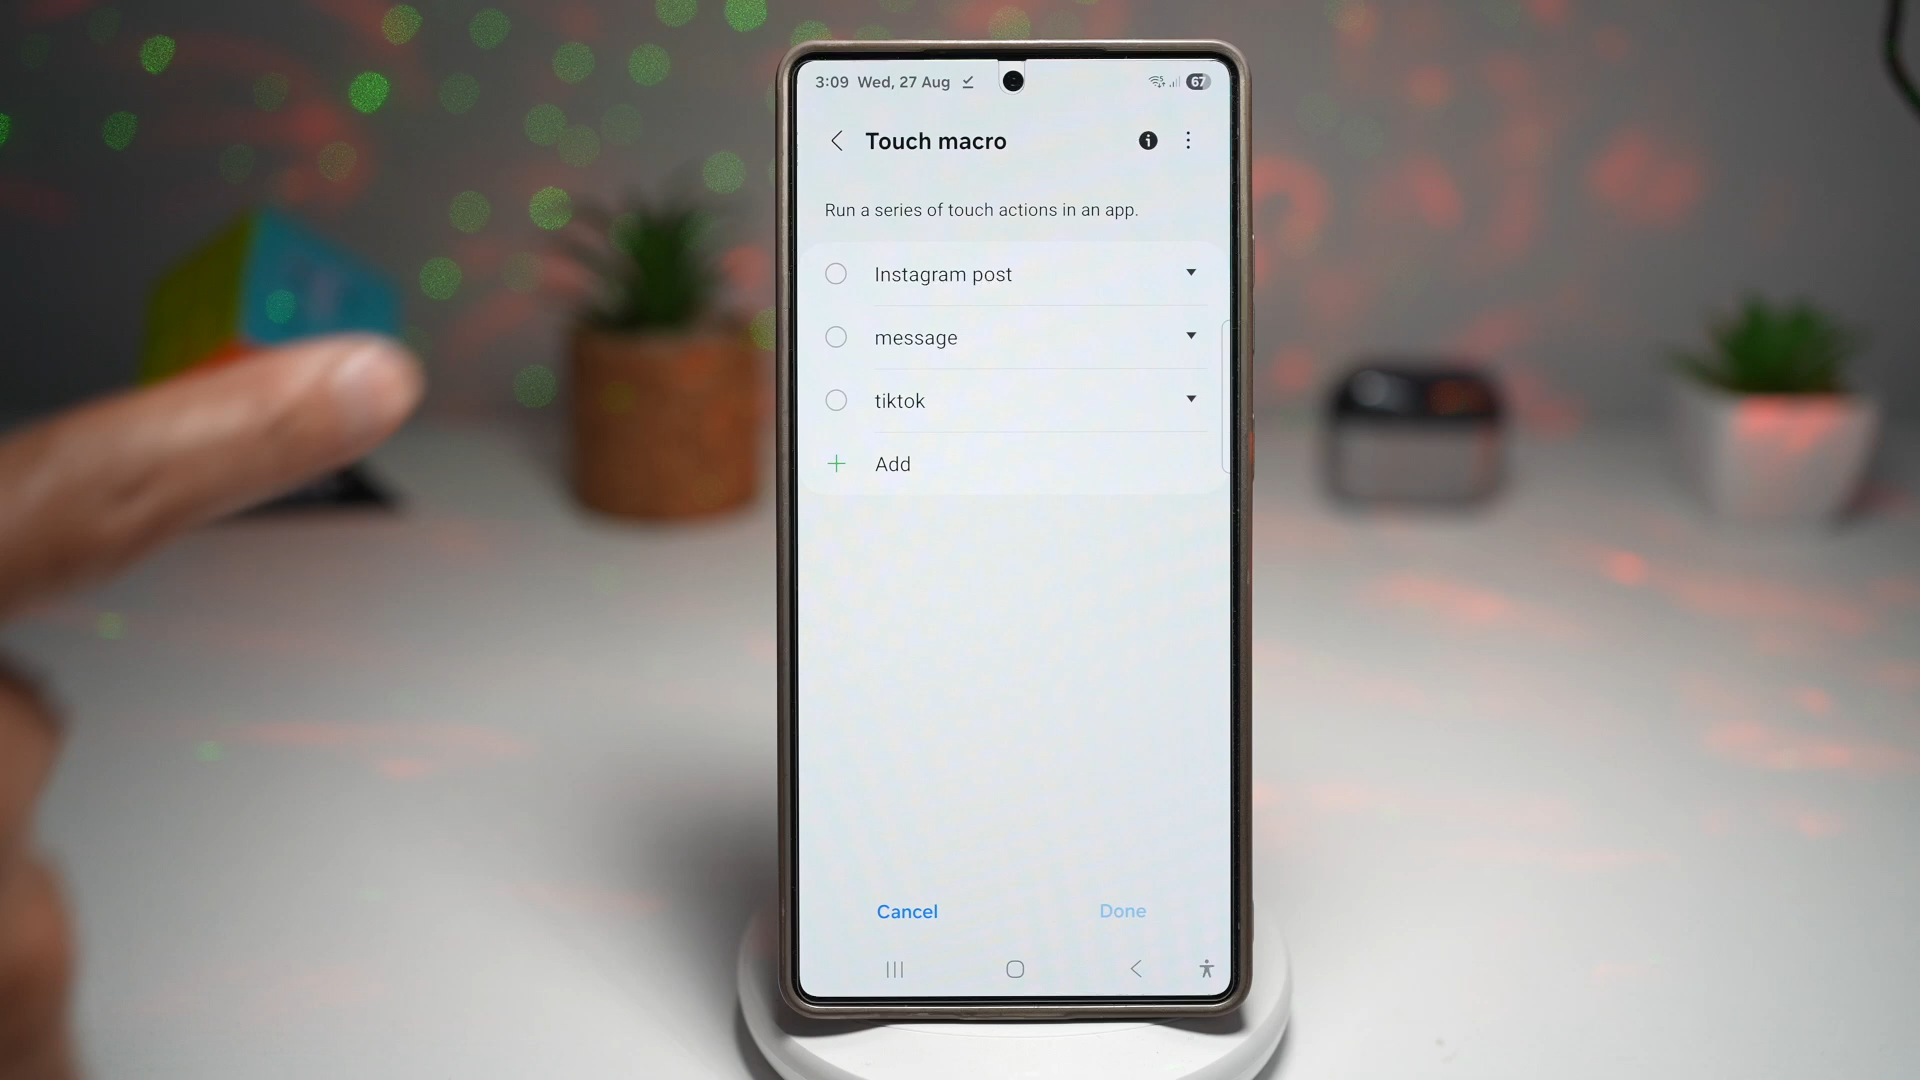 3:09 Wed, 27 Aug 67
Touch macro
Run a series of touch actions in an app.
Instagram post
message
tiktok
Add
Cancel Done